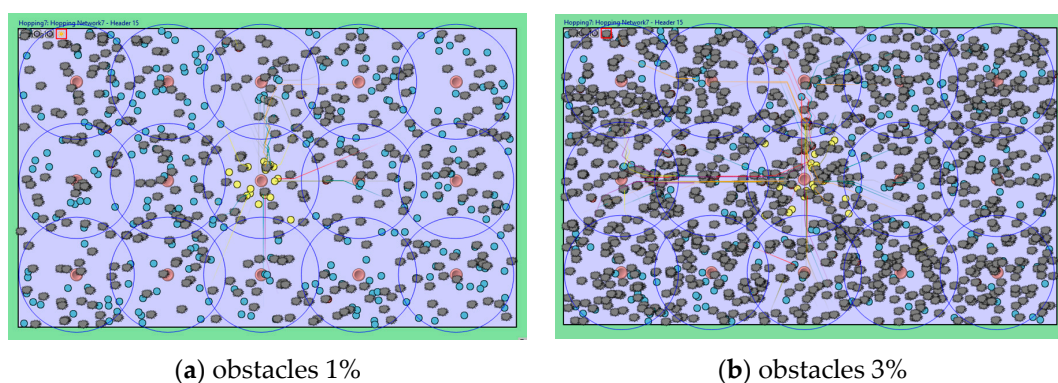 Hopping7: Hopping Network7 - Header 15
Hopping7: Hopping Network7 - Header 15
(a) obstacles 1%
(b) obstacles 3%